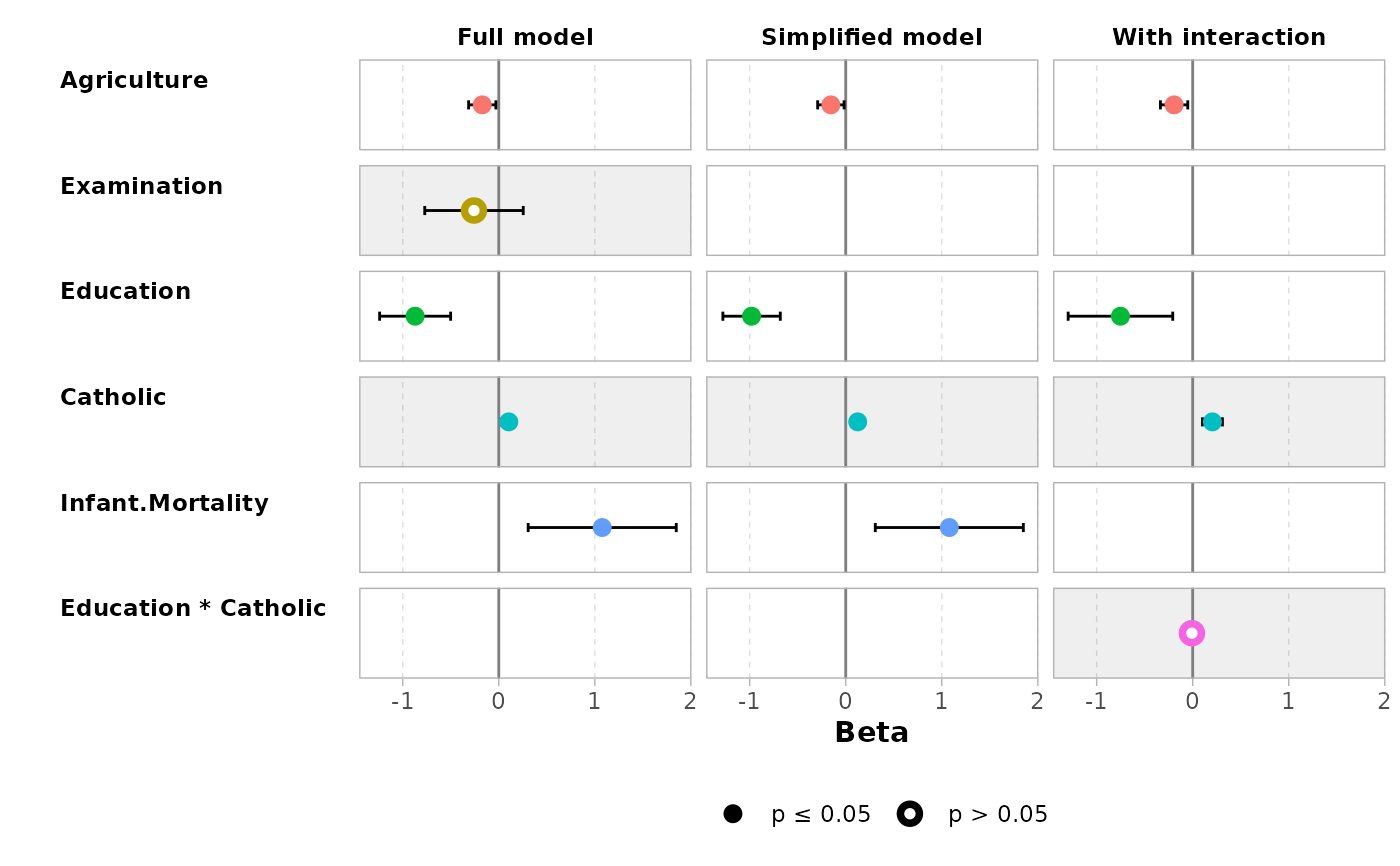 Full model Simplified model With interaction
Agriculture
Examination
Education
Catholic
Infant.Mortality
Education * Catholic
-1 0 1 2 -1 0 1 2 -1 0 1 2
Beta
p ≤ 0.05 p > 0.05